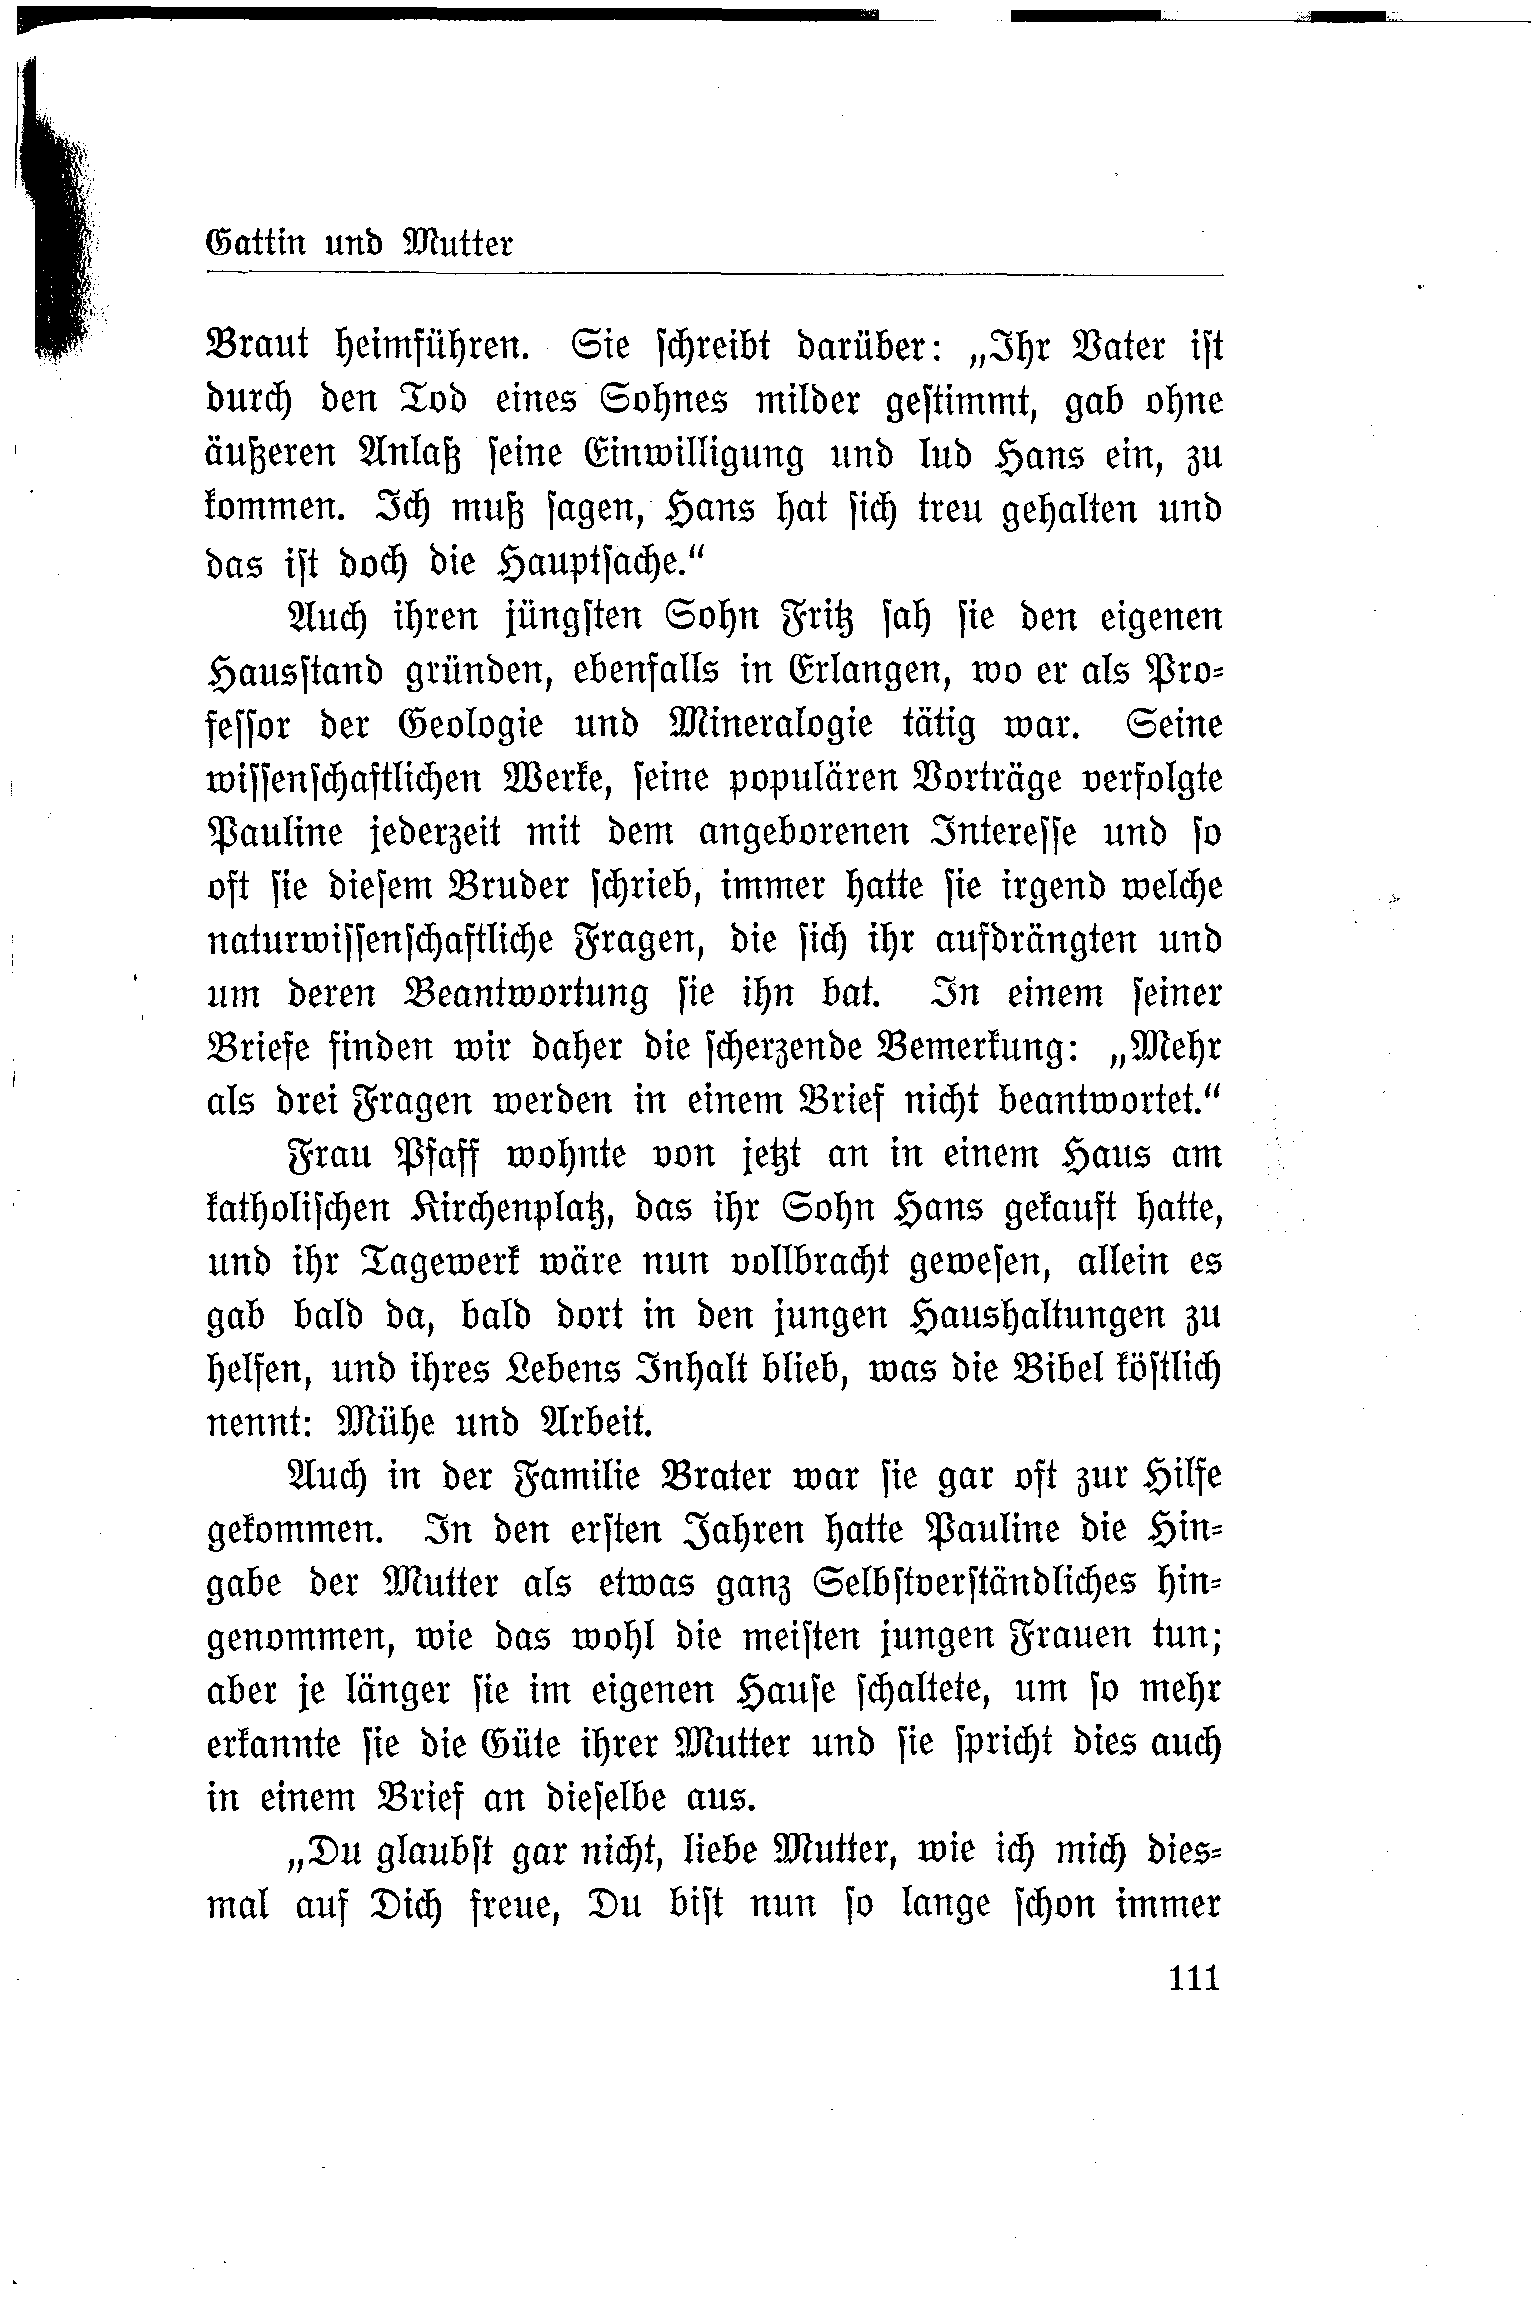 Gattin und Mutter
Braut heimführen. Sie schreibt darüber: „Ihr Vater ist
durch den Tod eines Sohnes milder gestimmt, gab ohne
äußeren Anlaß seine Einwilligung und lud Hans ein, zu
kommen. Ich muß sagen, Hans hat sich treu gehalten und
das ist doch die Hauptsache.“
Auch ihren jüngsten Sohn Fritz sah sie den eigenen
Hausstand gründen, ebenfalls in Erlangen, wo er als Pro-
fessor der Geologie und Mineralogie tätig war. Seine
wissenschaftlichen Werke, seine populären Vorträge verfolgte
Pauline jederzeit mit dem angeborenen Interesse und so
oft sie diesem Bruder schrieb, immer hatte sie irgend welche
naturwissenschaftliche Fragen, die sich ihr aufdrängten und
um deren Beantwortung sie ihn bat. In einem seiner
Briefe finden wir daher die scherzende Bemerkung: „Mehr
als drei Fragen werden in einem Brief nicht beantwortet.“
Frau Pfaff wohnte von jetzt an in einem Haus am
katholischen Kirchenplatz, das ihr Sohn Hans gekauft hatte,
und ihr Tagewerk wäre nun vollbracht gewesen, allein es
gab bald da, bald dort in den jungen Haushaltungen zu
helfen, und ihres Lebens Inhalt blieb, was die Bibel köstlich
nennt: Mühe und Arbeit.
Auch in der Familie Brater war sie gar oft zur Hilfe
gekommen. In den ersten Jahren hatte Pauline die Hin-
gabe der Mutter als etwas ganz Selbstverständliches hin-
genommen, wie das wohl die meisten jungen Frauen tun;
aber je länger sie im eigenen Hause schaltete, um so mehr
erkannte sie die Güte ihrer Mutter und sie spricht dies auch
in einem Brief an dieselbe aus.
„Du glaubst gar nicht, liebe Mutter, wie ich mich dies-
mal auf Dich freue, Du bist nun so lange schon immer
111